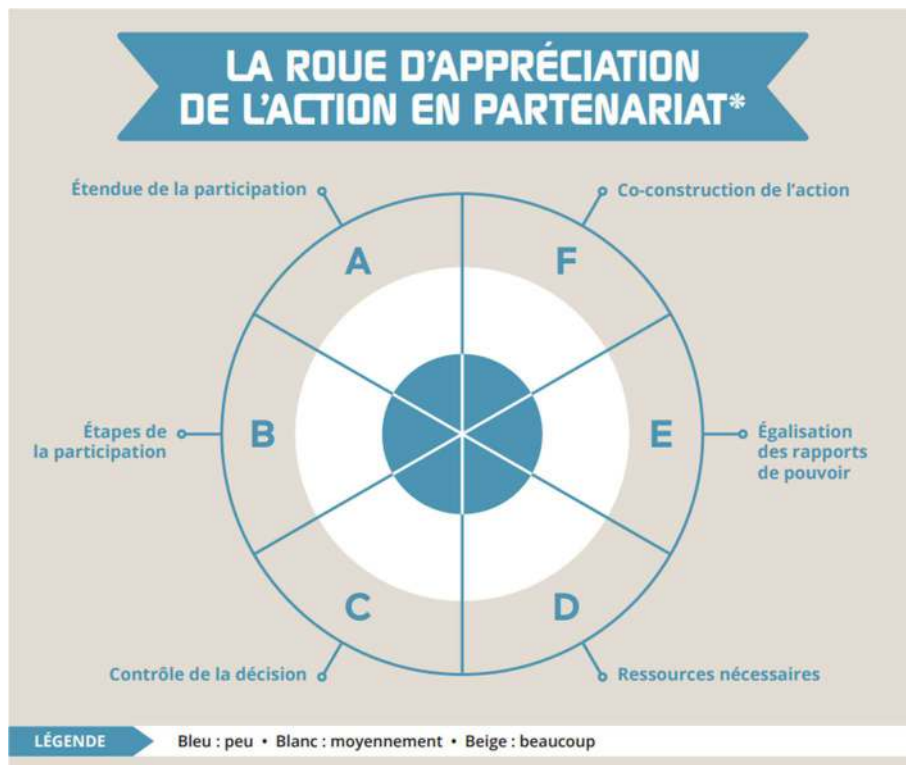 LA ROUE D'APPRÉCIATION
DE L'ACTION EN PARTENARIAT*
Étendue de la participation
Co-construction de l'action
A
F
Étapes de
la participation
B
E
Égalisation
des rapports
de pouvoir
C
D
Contrôle de la décision
Ressources nécessaires
LÉGENDE
Bleu : peu • Blanc : moyennement • Beige : beaucoup